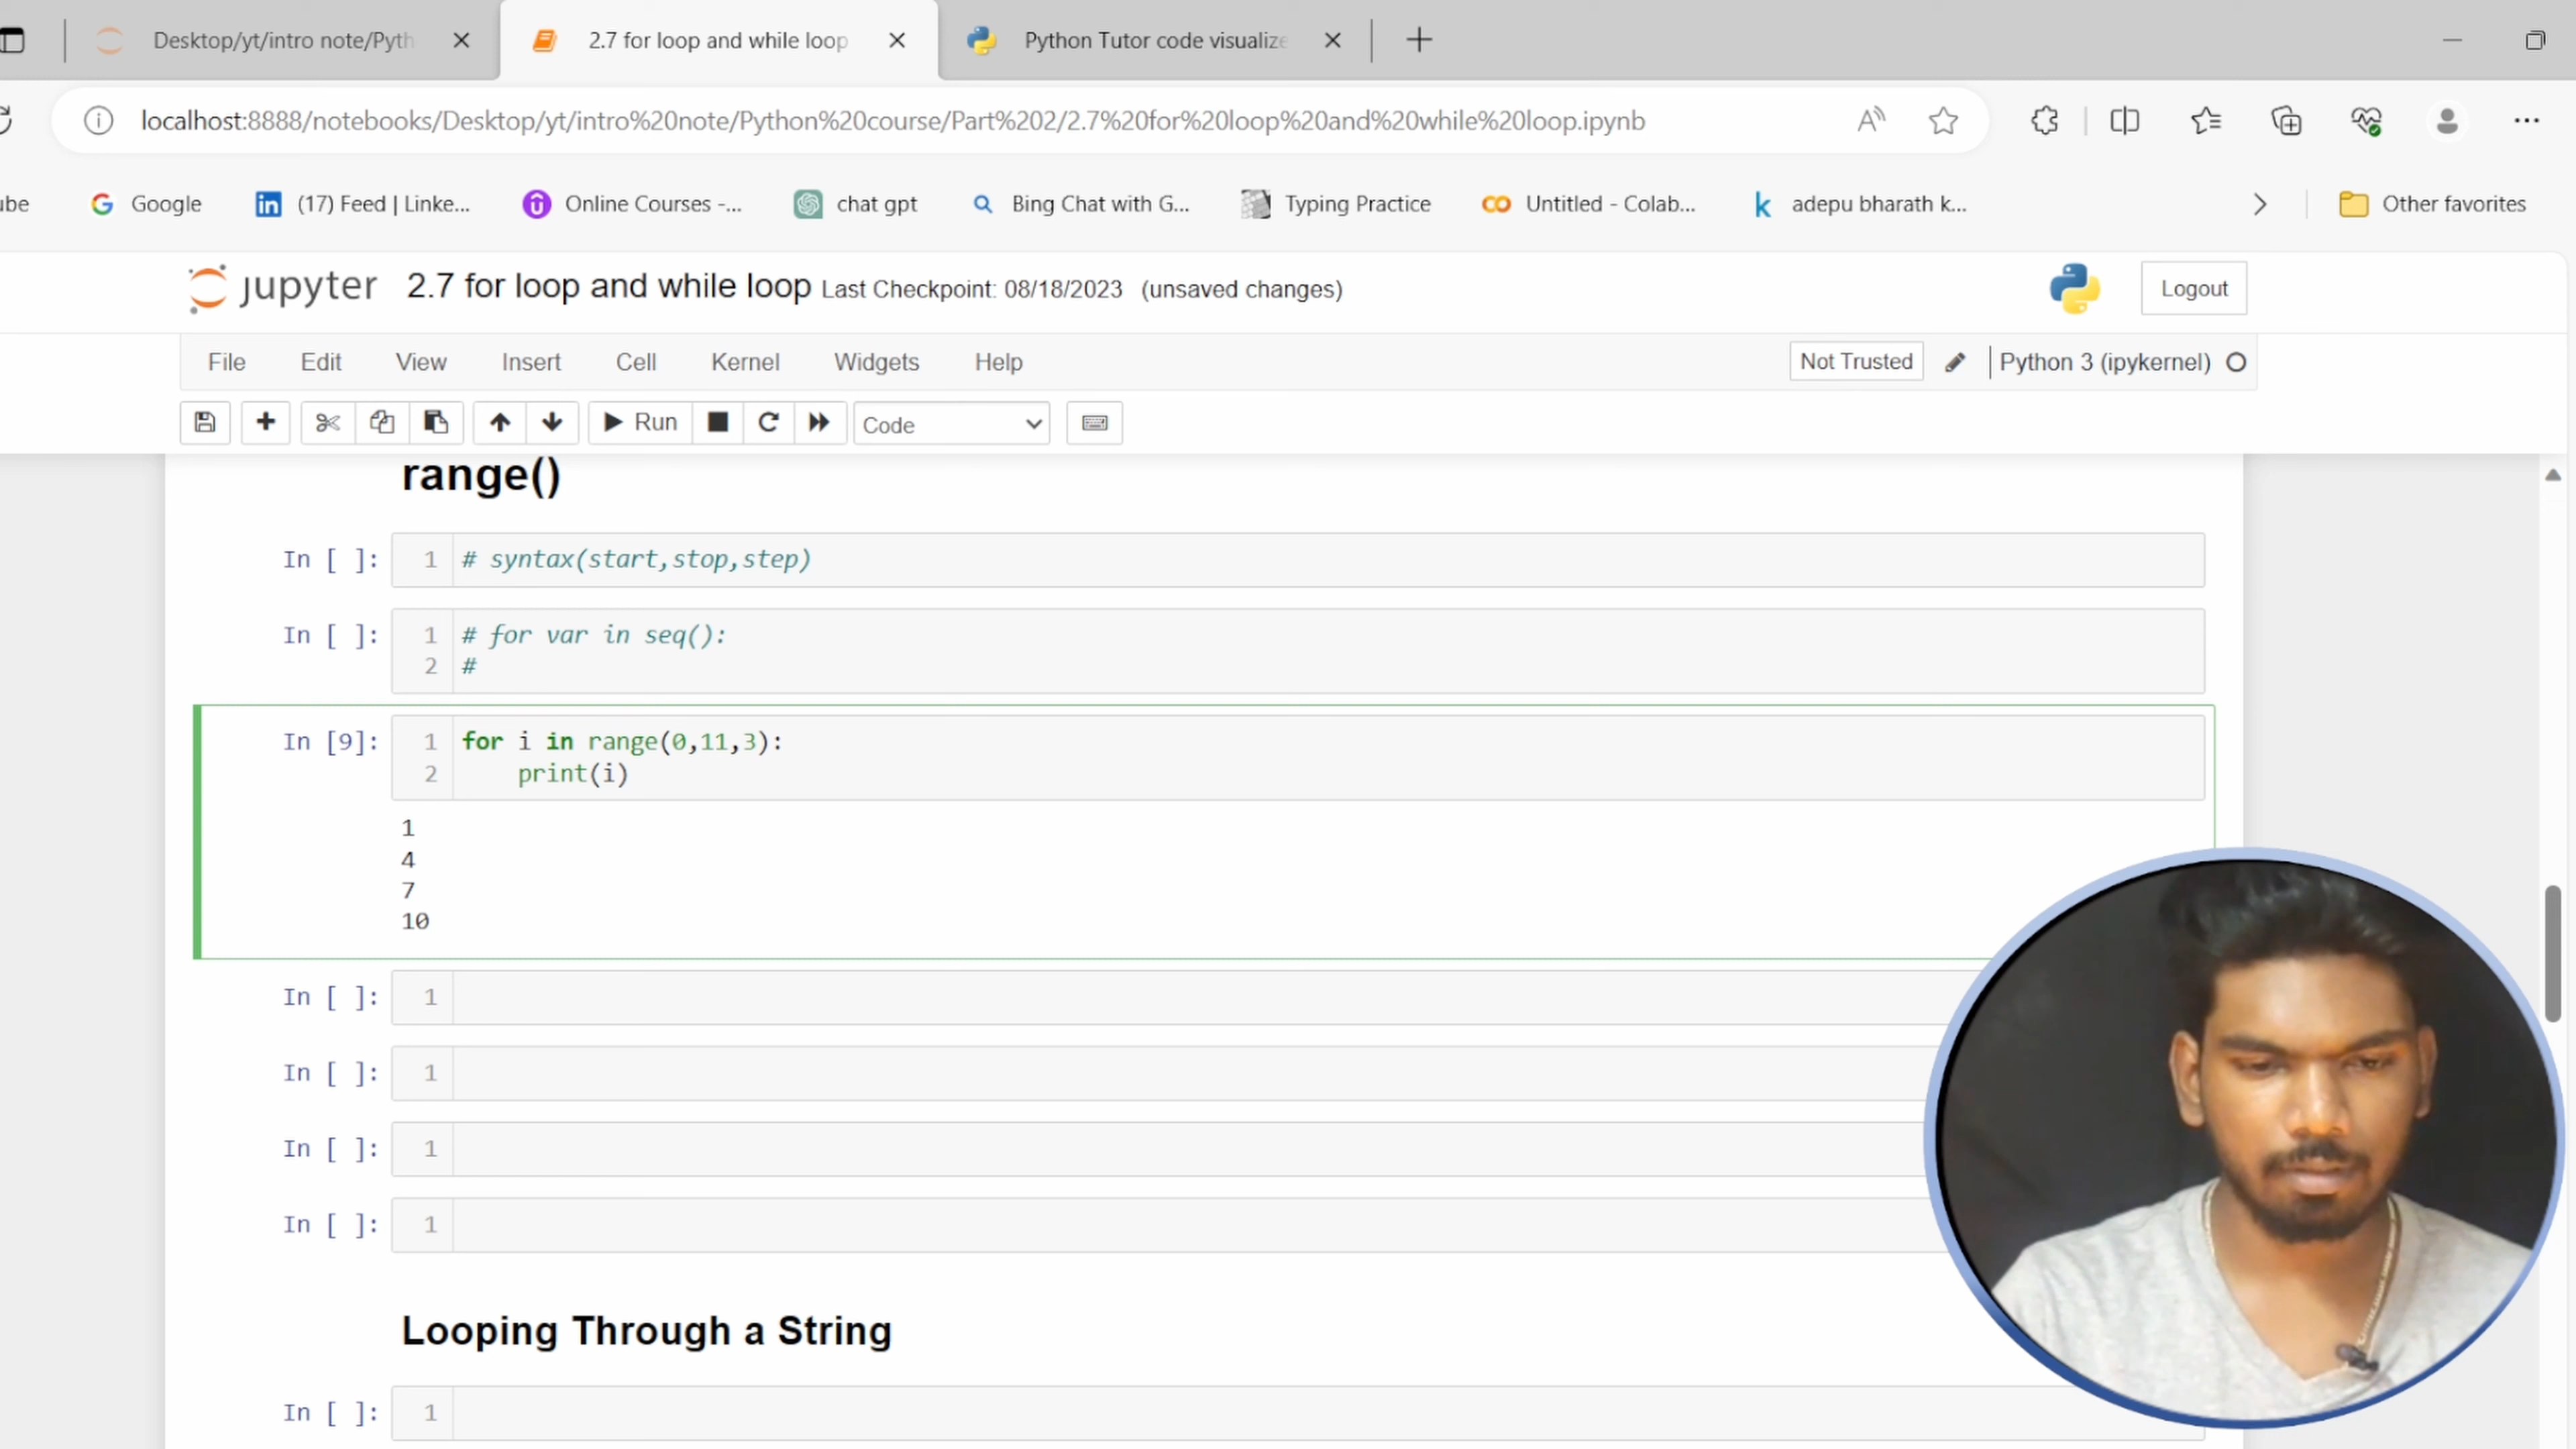 Desktop/yt/intro note/Pyth
2.7 for loop and while loop
Python Tutor code visualize
localhost:8888/notebooks/Desktop/yt/intro%20note/Python%20course/Part%202/2.7%20for%20loop%20and%20while%20loop.ipynb
ube
Google
(17) Feed | Linke...
Online Courses -...
chat gpt
Bing Chat with G...
Typing Practice
Untitled - Colab...
adepu bharath k...
Other favorites
jupyter 2.7 for loop and while loop Last Checkpoint: 08/18/2023 (unsaved changes)
Logout
File Edit View Insert Cell Kernel Widgets Help
Not Trusted
Python 3 (ipykernel)
Run
Code
range()
In [ ]: 1 # syntax(start,stop,step)
In [ ]: 1 # for var in seq():
2 #
In [9]: 1 for i in range(0,11,3):
2 print(i)
1
4
7
10
In [ ]: 1
In [ ]: 1
In [ ]: 1
In [ ]: 1
Looping Through a String
In [ ]: 1